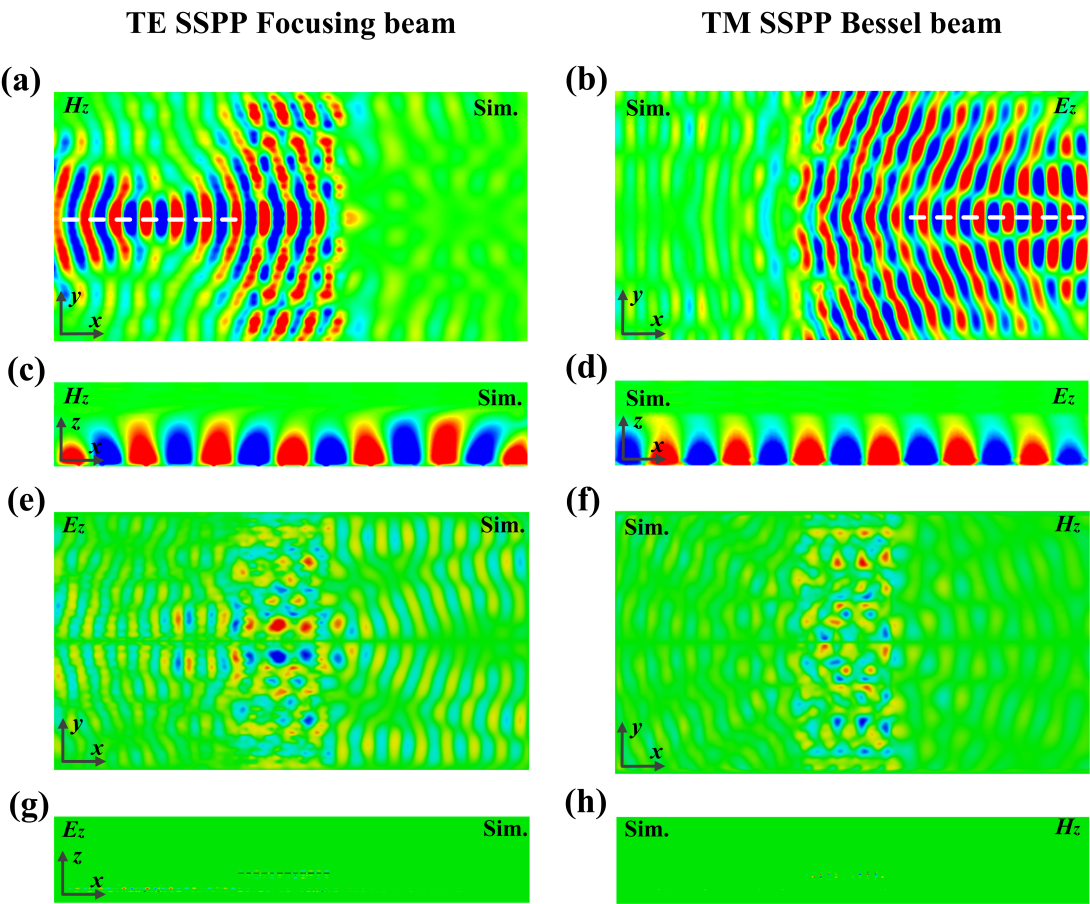 TE SSPP Focusing beam
TM SSPP Bessel beam
(a)
Hz
Sim.
y
x
(b)
Sim.
Ez
y
x
(c)
Hz
Sim.
z
x
(d)
Sim.
Ez
z
x
(e)
Ez
Sim.
y
x
(f)
Sim.
Hz
y
x
(g)
Ez
Sim.
z
x
(h)
Sim.
Hz